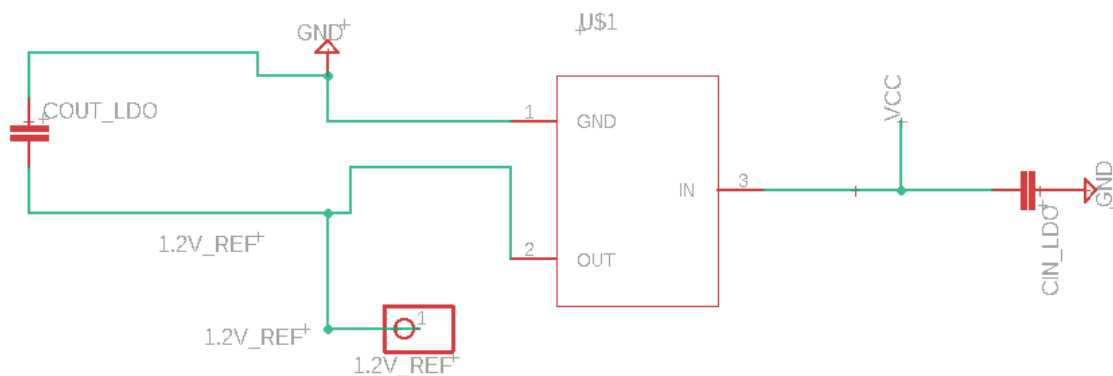 U$1
GND
COUT_LDO
VCC
1
GND
IN
3
GND
CIN_LDO
1.2V_REF
2
OUT
1
1.2V_REF
1.2V_REF